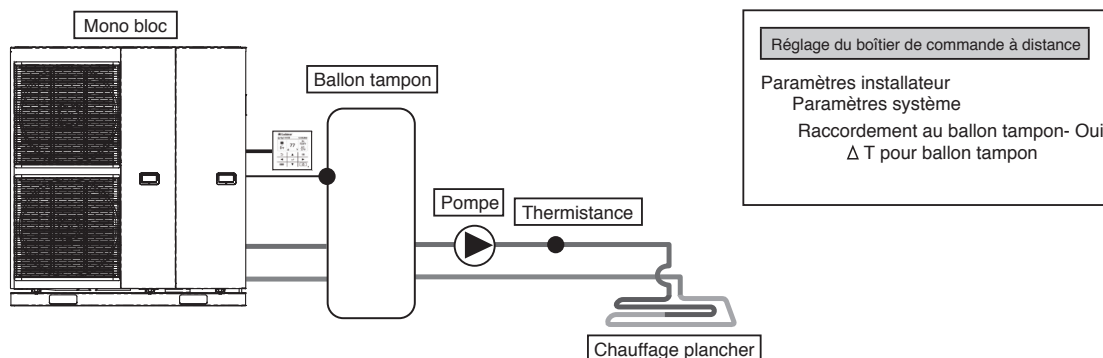 Mono bloc
Ballon tampon
Pompe
Thermistance
Chauffage plancher
Réglage du boîtier de commande à distance
Paramètres installateur
Paramètres système
Raccordement au ballon tampon- Oui
Δ T pour ballon tampon